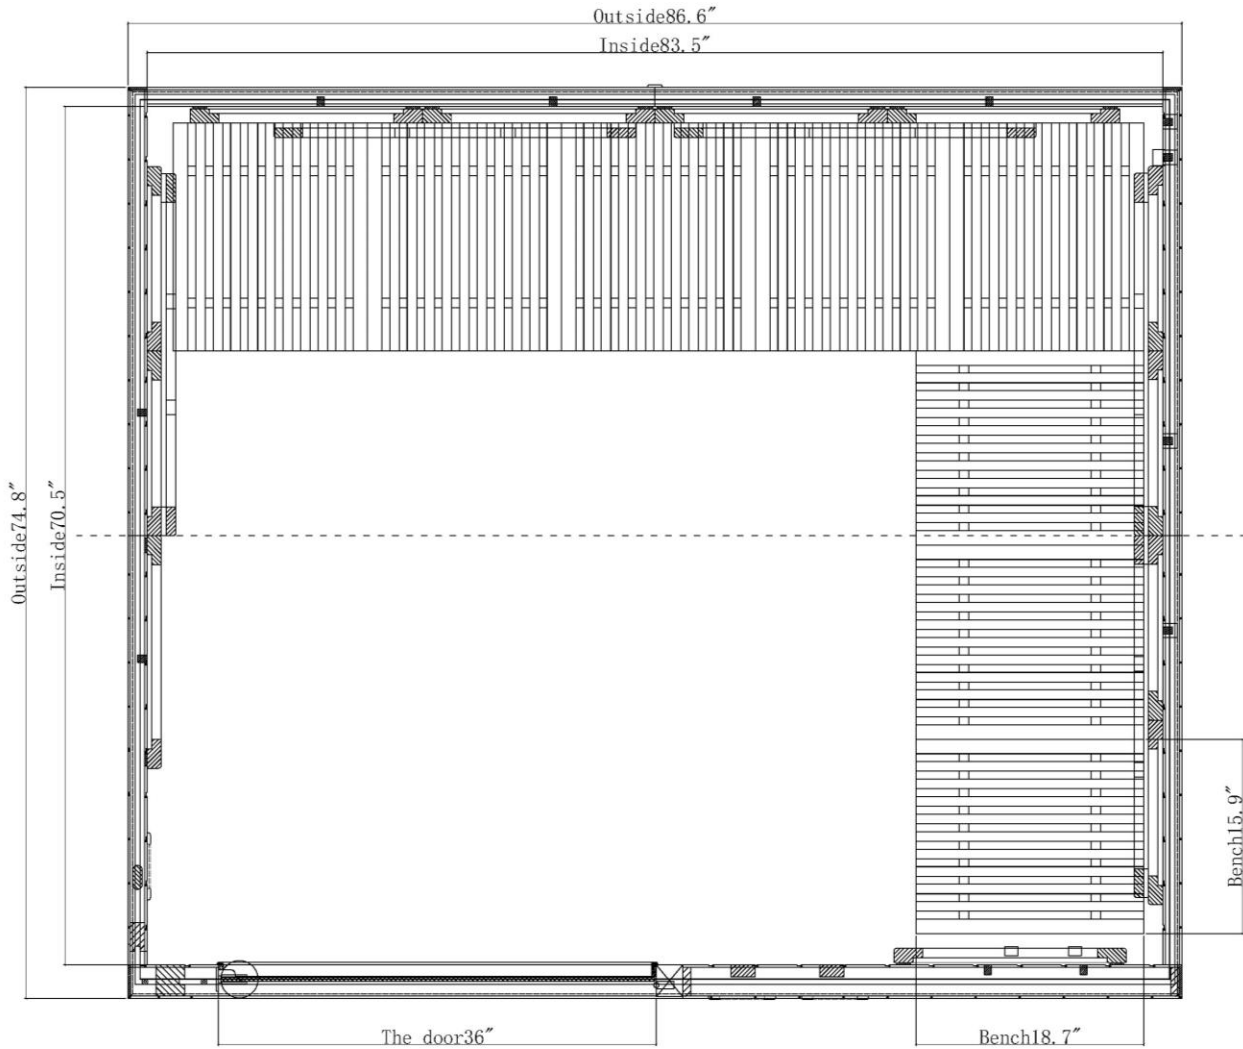 Outside86.6″
Inside83.5″
Outside74.8″
Inside70.5″
Bench15.9″
The door36″
Bench18.7″